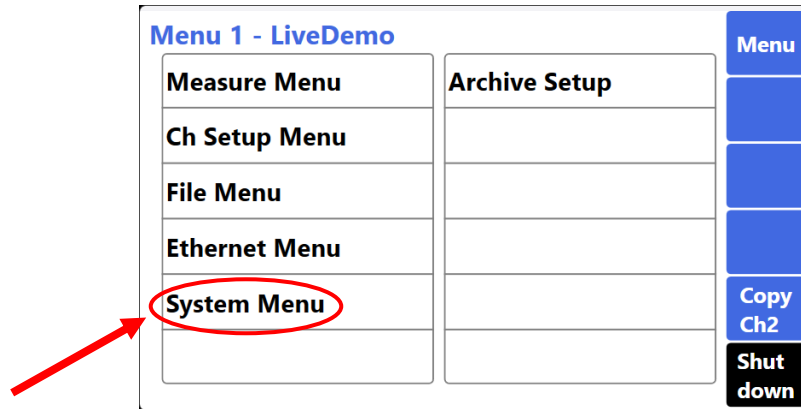 Menu 1 - LiveDemo
Measure Menu
Archive Setup
Ch Setup Menu
File Menu
Ethernet Menu
System Menu
Menu
Copy
Ch2
Shut
down